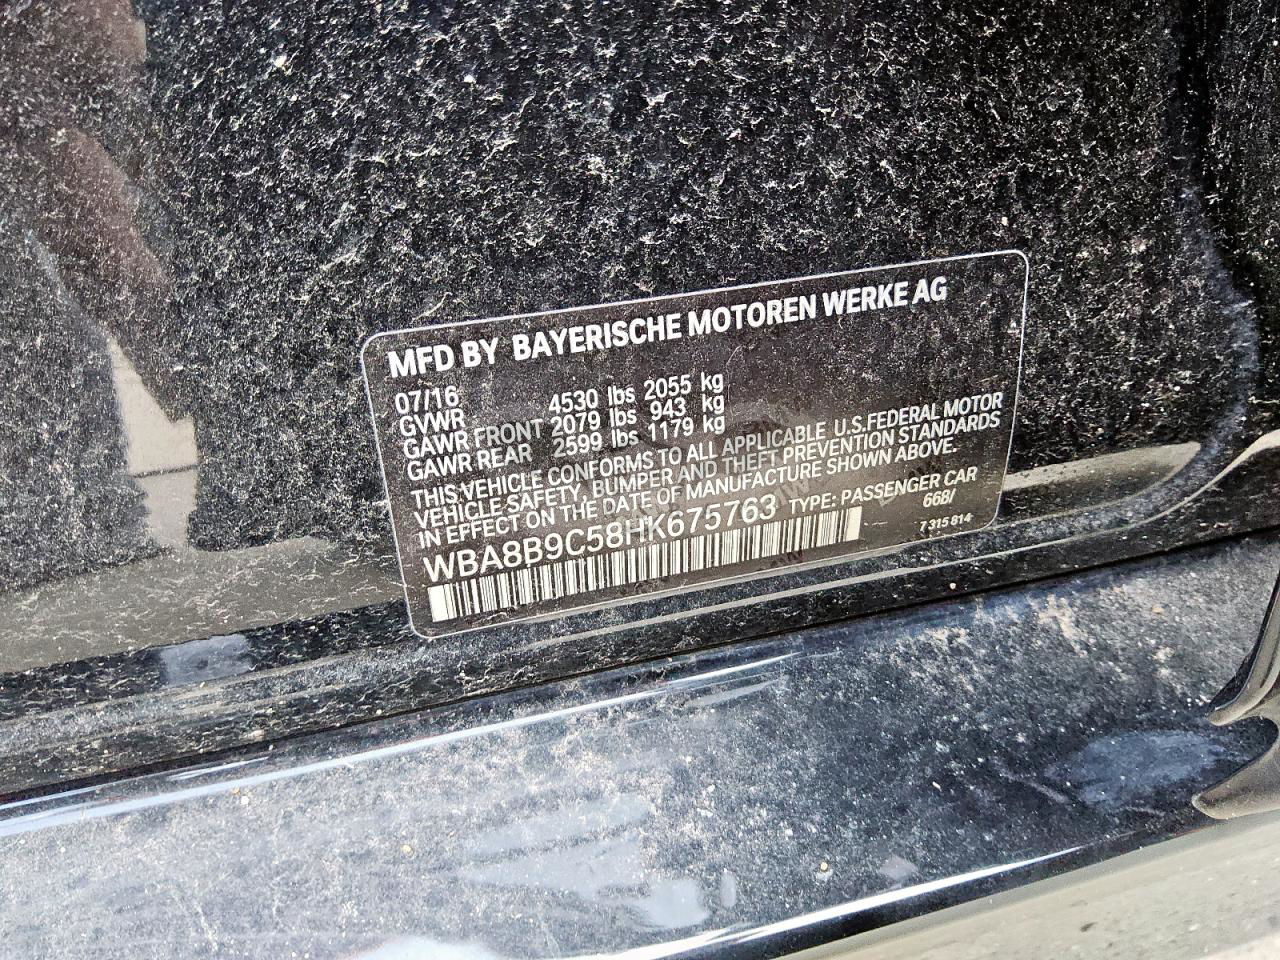 MFD BY BAYERISCHE MOTOREN WERKE AG
07/16
GVWR 4530 lbs 2055 kg
GAWR FRONT 2079 lbs 943 kg
GAWR REAR 2599 lbs 1179 kg
THIS VEHICLE CONFORMS TO ALL APPLICABLE U.S.FEDERAL MOTOR
VEHICLE SAFETY, BUMPER AND THEFT PREVENTION STANDARDS
IN EFFECT ON THE DATE OF MANUFACTURE SHOWN ABOVE.
WBA8B9C58HK675763 TYPE: PASSENGER CAR
668/
7 315 814